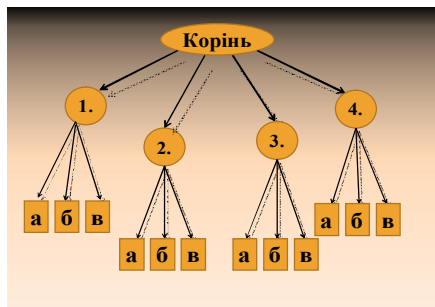 Корінь
1.
2.
3.
4.
а б в
а б в
а б в
а б в